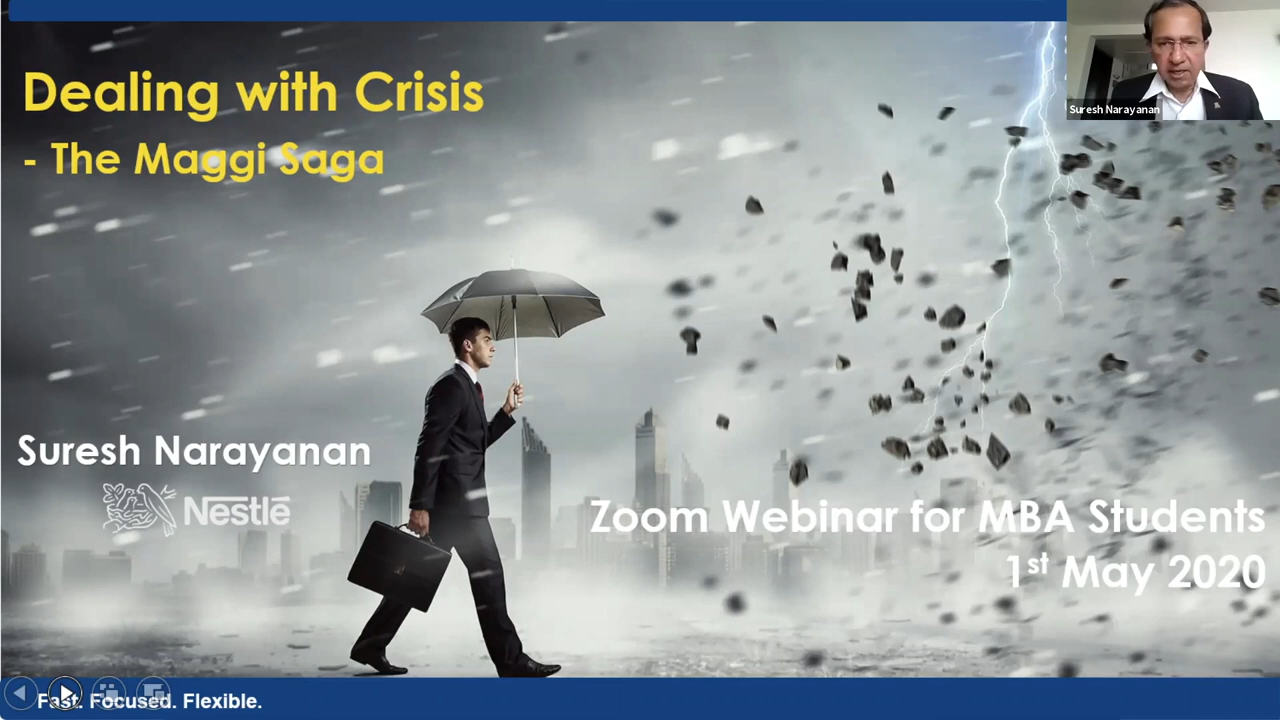 Dealing with Crisis
- The Maggi Saga
Suresh Narayanan
Suresh Narayanan
Nestlé
Zoom Webinar for MBA Students
1st May 2020
Fast. Focused. Flexible.